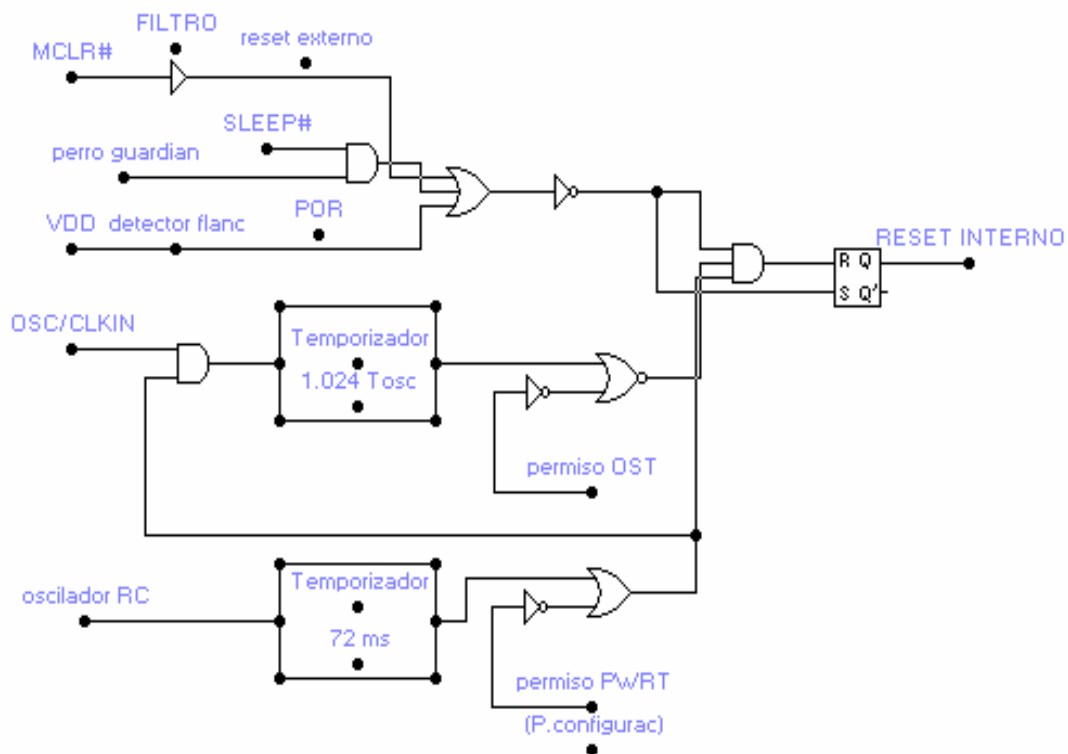 FILTRO
reset externo
MCLR#
SLEEP#
perro guardian
POR
VDD detector flanc
RESET INTERNO
R Q
S Q'
OSC/CLKIN
Temporizador
1.024 Tosc
permiso OST
Temporizador
oscilador RC
72 ms
permiso PWRT
(P.configurac)